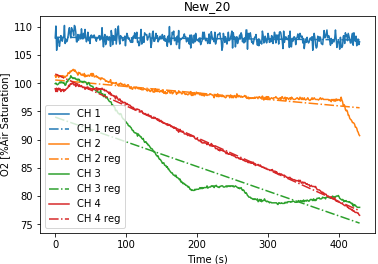 New_20
O2 [%Air Saturation]
110
105
100
95
90
85
80
75
CH 1
CH 1 reg
CH 2
CH 2 reg
CH 3
CH 3 reg
CH 4
CH 4 reg
0
100
200
300
400
Time (s)